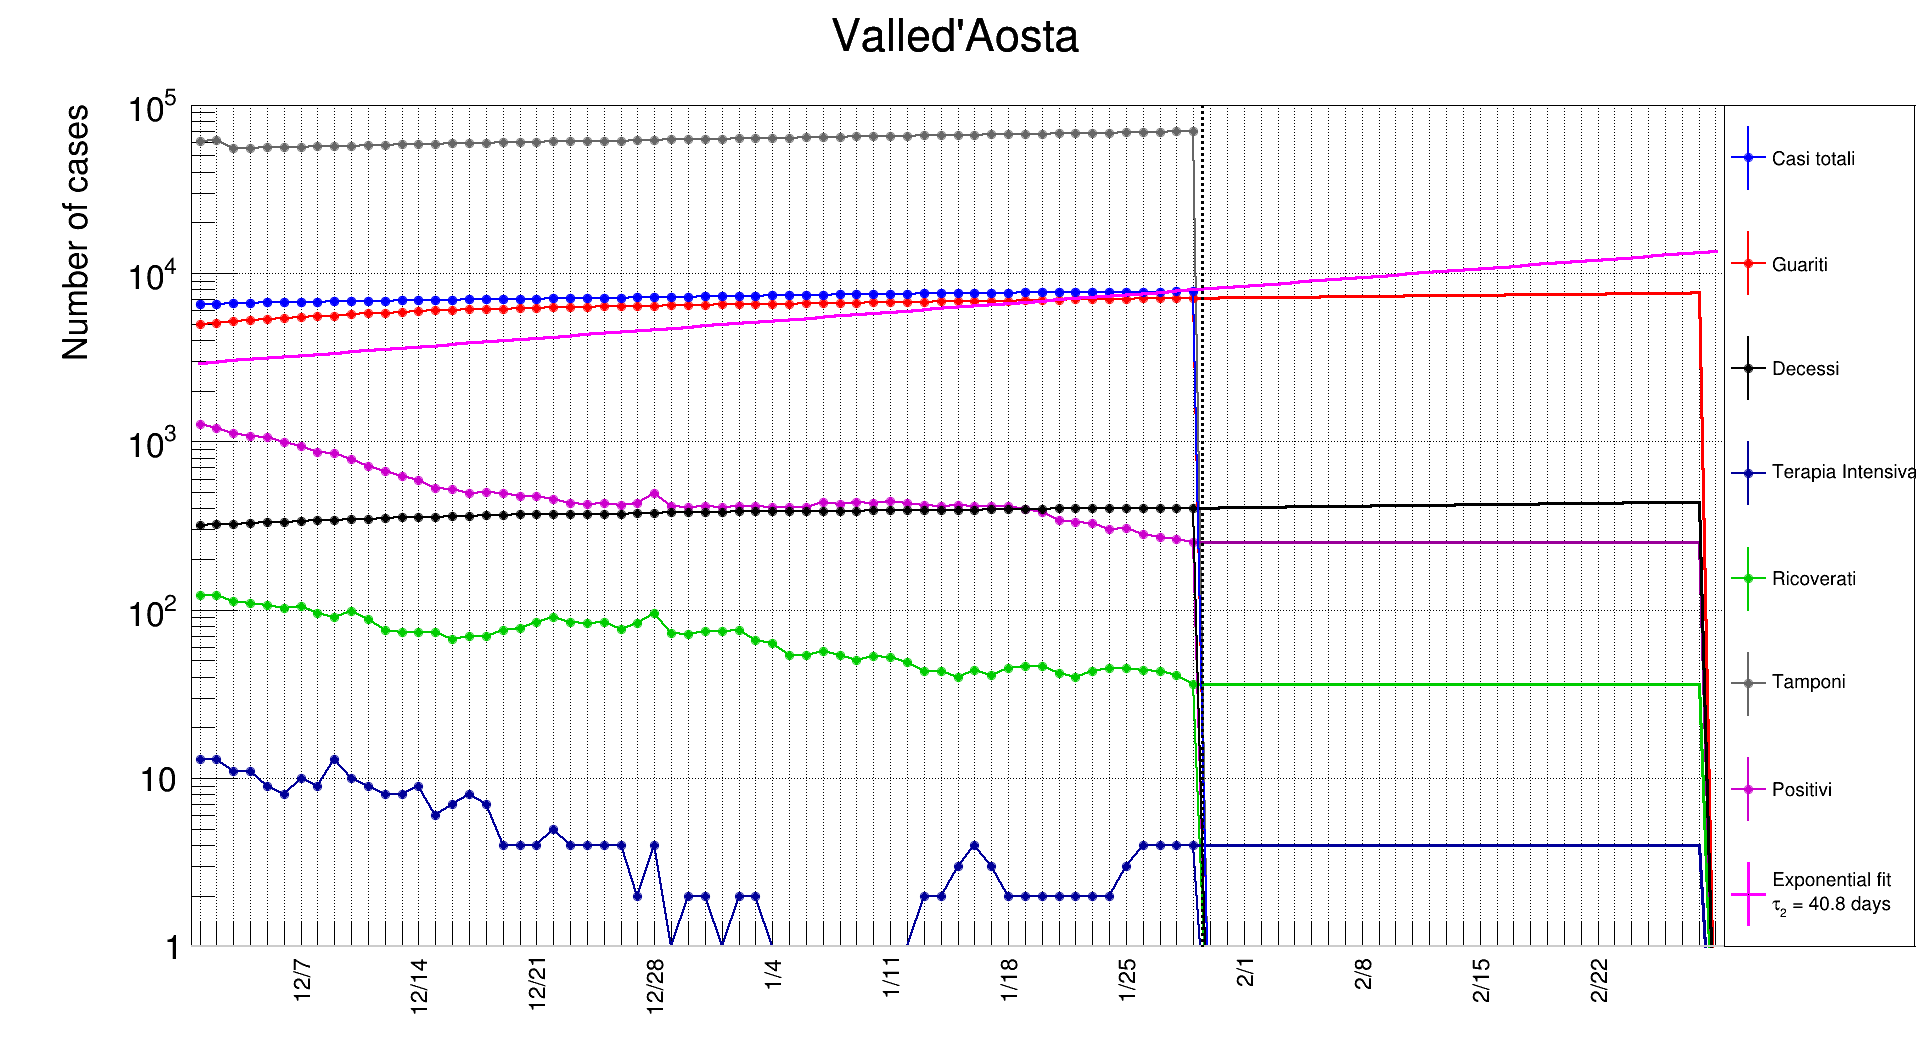 Valled'Aosta
Number of cases
10^5
10^4
10^3
10^2
10
1
12/7
12/14
12/21
12/28
1/4
1/11
1/18
1/25
2/1
2/8
2/15
2/22
Casi totali
Guariti
Decessi
Terapia Intensiva
Ricoverati
Tamponi
Positivi
Exponential fit
τ₂ = 40.8 days